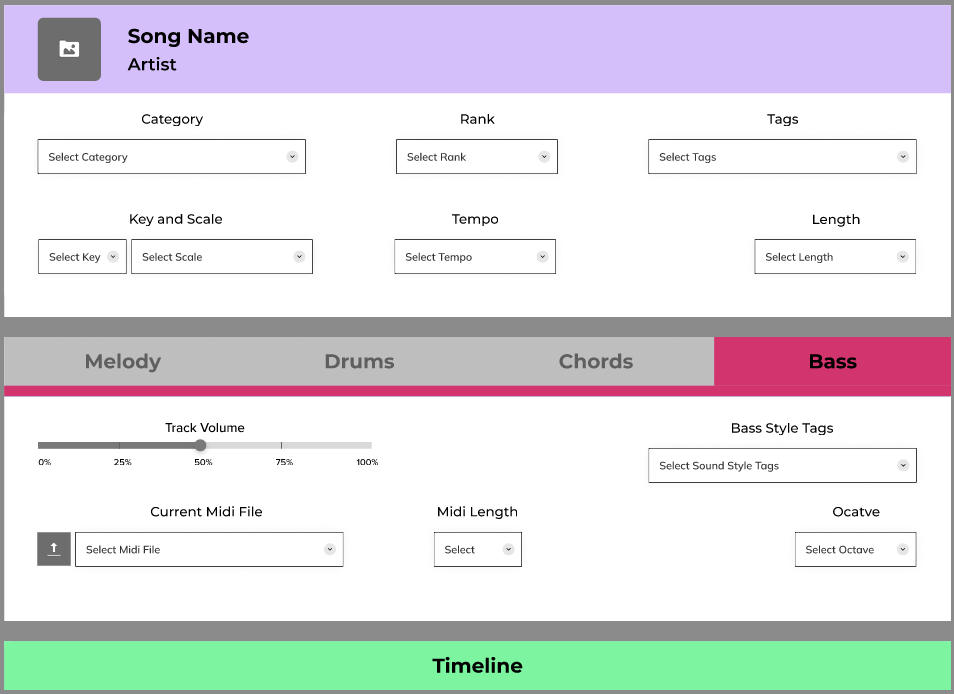 Song Name
Artist
Category Rank Tags
Select Category Select Rank Select Tags
Key and Scale Tempo Length
Select Key Select Scale Select Tempo Select Length
Melody Drums Chords Bass
Track Volume Bass Style Tags
0% 25% 50% 75% 100%
Select Sound Style Tags
Current Midi File Midi Length Ocatve
Select Midi File Select Select Octave
Timeline